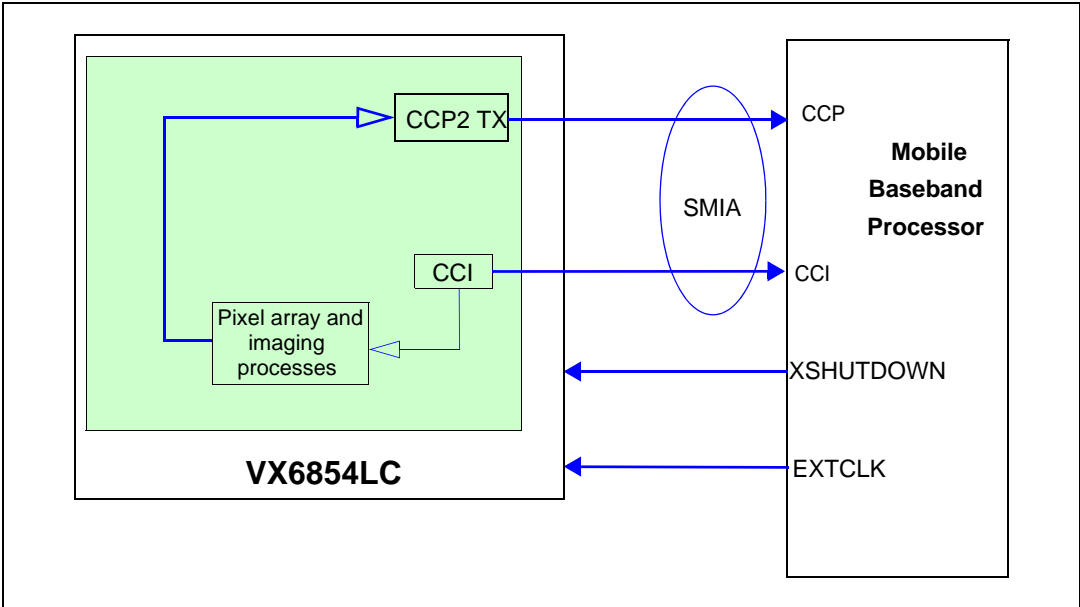 CCP2 TX
CCP
Mobile
Baseband
Processor
SMIA
CCI
CCI
Pixel array and
imaging
processes
XSHUTDOWN
VX6854LC
EXTCLK